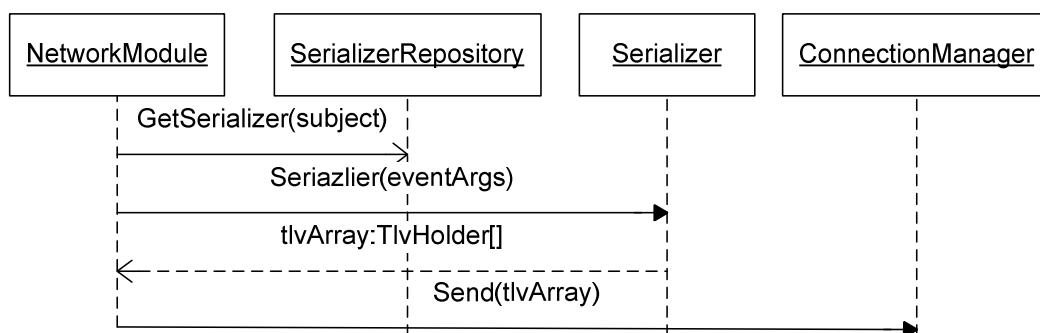 NetworkModule SerializerRepository Serializer ConnectionManager
GetSerializer(subject)
Seriazlier(eventArgs)
tlvArray:TlvHolder[]
Send(tlvArray)